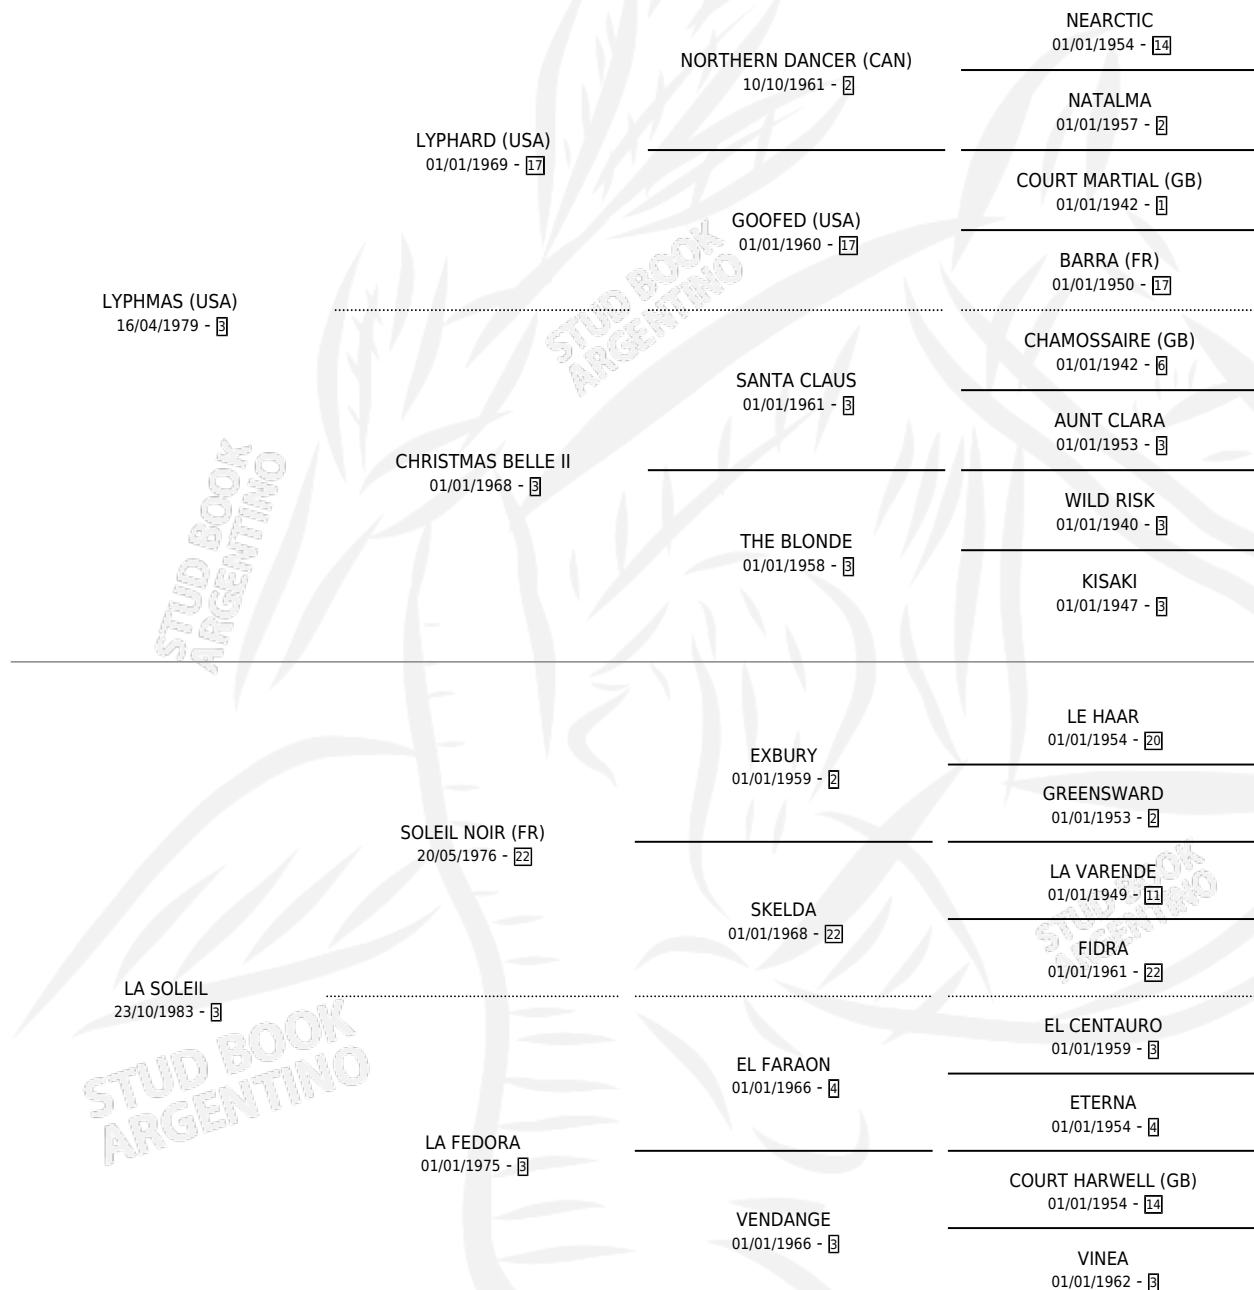 NEARCTIC
01/01/1954 - 14
NORTHERN DANCER (CAN)
10/10/1961 - 2
NATALMA
01/01/1957 - 2
LYPHARD (USA)
01/01/1969 - 17
COURT MARTIAL (GB)
01/01/1942 - 1
GOOFED (USA)
01/01/1960 - 17
BARRA (FR)
01/01/1950 - 17
LYPHMAS (USA)
16/04/1979 - 3
STUD BOOK
ARGENTINO
CHAMOSSAIRE (GB)
01/01/1942 - 6
SANTA CLAUS
01/01/1961 - 3
AUNT CLARA
01/01/1953 - 3
CHRISTMAS BELLE II
01/01/1968 - 3
WILD RISK
01/01/1940 - 3
THE BLONDE
01/01/1958 - 3
KISAKI
01/01/1947 - 3
STUD BOOK
ARGENTINO
LE HAAR
01/01/1954 - 20
EXBURY
01/01/1959 - 2
GREENSWARD
01/01/1953 - 2
SOLEIL NOIR (FR)
20/05/1976 - 22
LA VARENDE
01/01/1949 - 11
SKELDA
01/01/1968 - 22
STUD BOOK
ARGENTINO
FIDRA
01/01/1961 - 22
LA SOLEIL
23/10/1983 - 3
EL CENTAURO
01/01/1959 - 3
EL FARAON
01/01/1966 - 4
STUD BOOK
ARGENTINO
ETERNA
01/01/1954 - 4
LA FEDORA
01/01/1975 - 3
COURT HARWELL (GB)
01/01/1954 - 14
VENDANGE
01/01/1966 - 3
VINEA
01/01/1962 - 3